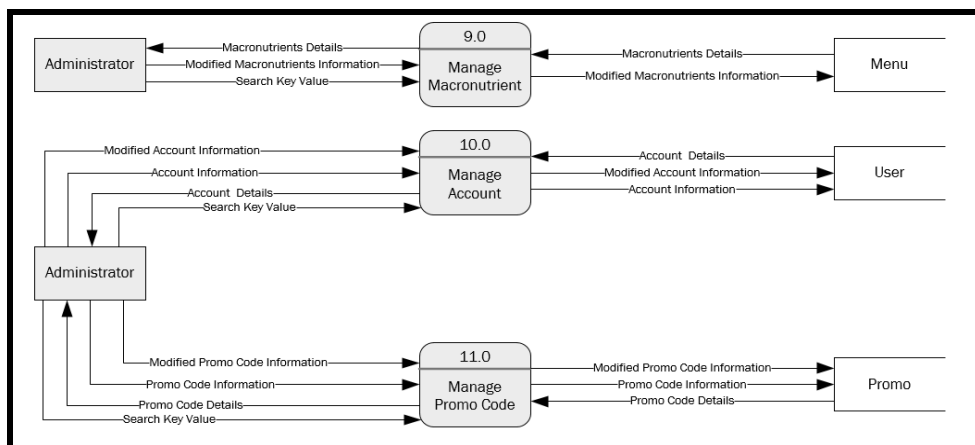 9.0
Macronutrients Details
Macronutrients Details
Administrator
Modified Macronutrients Information
Manage
Macronutrient
Menu
Search Key Value
Modified Macronutrients Information
10.0
Modified Account Information
Account Details
Account Information
Manage
Account
Modified Account Information
User
Account Details
Account Information
Search Key Value
Administrator
11.0
Modified Promo Code Information
Modified Promo Code Information
Promo Code Information
Manage
Promo Code
Promo Code Information
Promo
Promo Code Details
Promo Code Details
Search Key Value